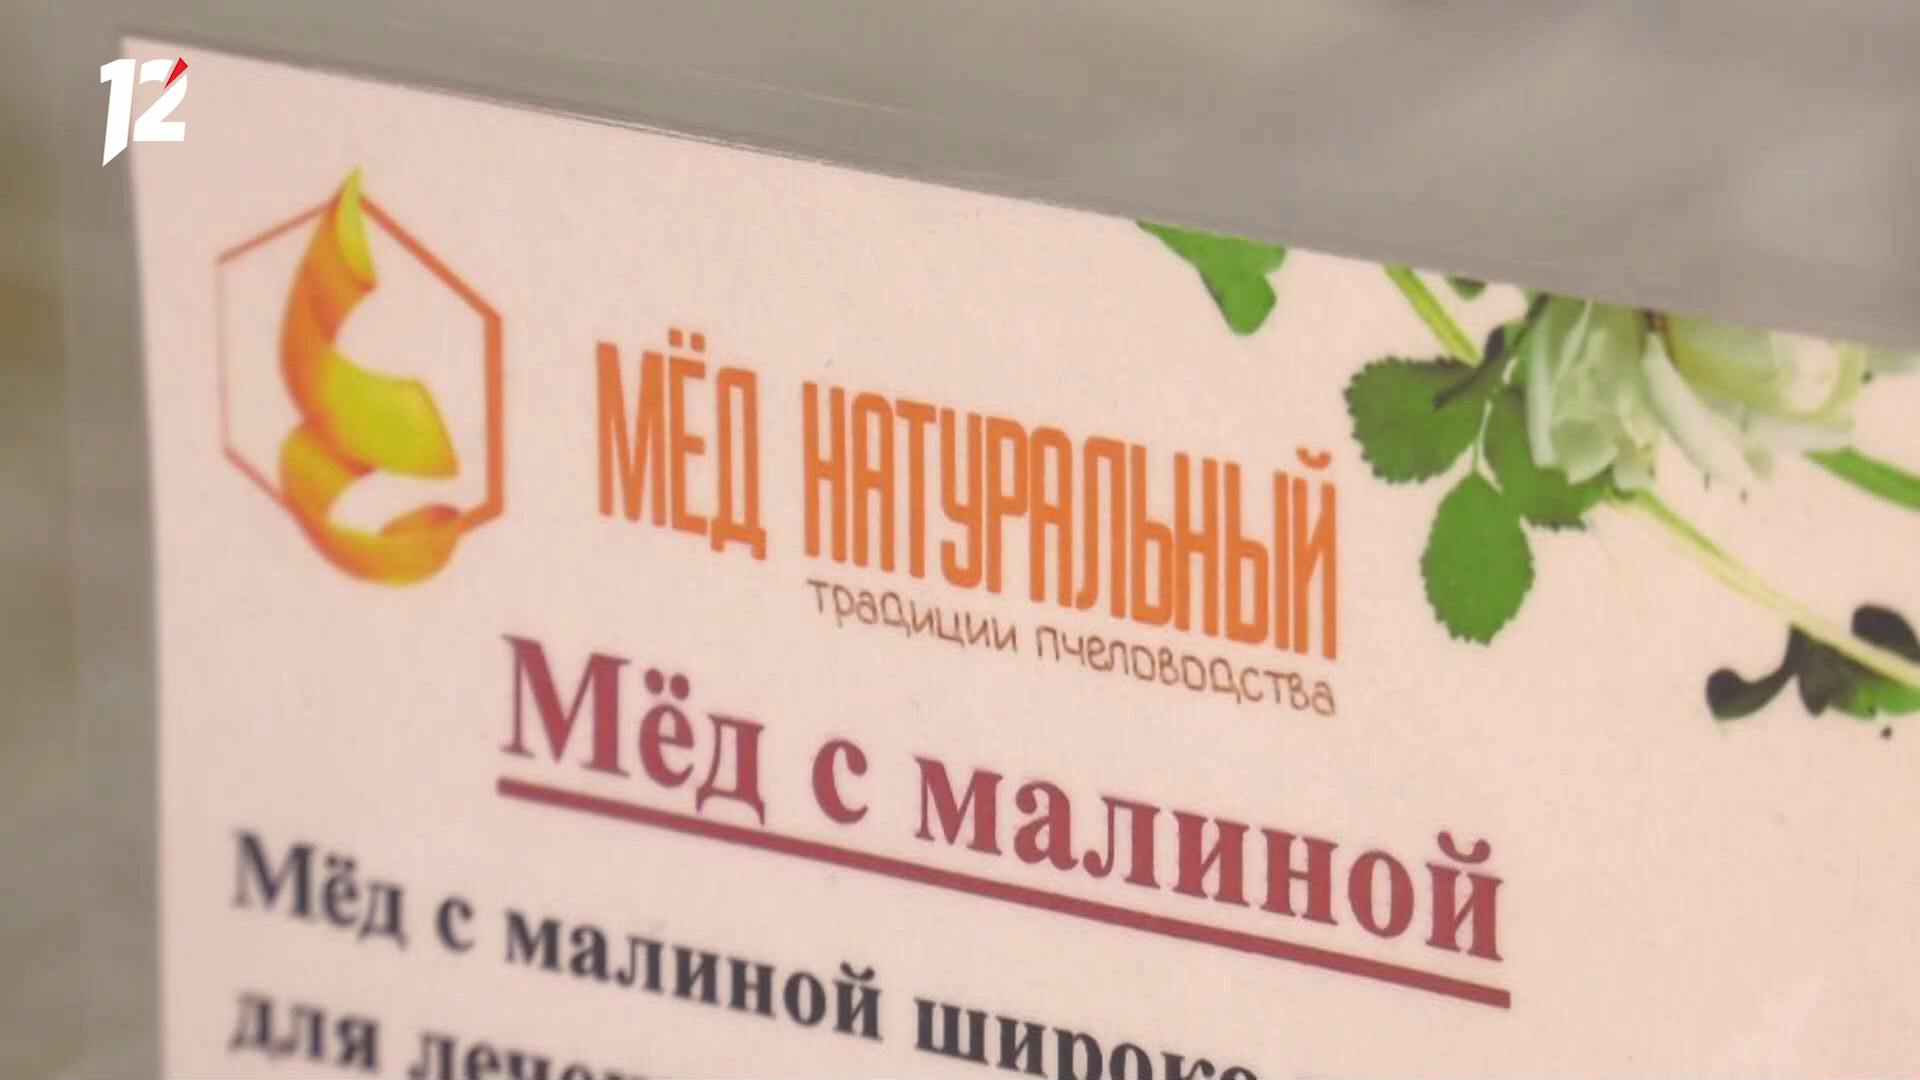 12
МЁД НАТУРАЛЬНЫЙ
традиции пчеловодства
Мёд с малиной
Мёд с малиной широко
для